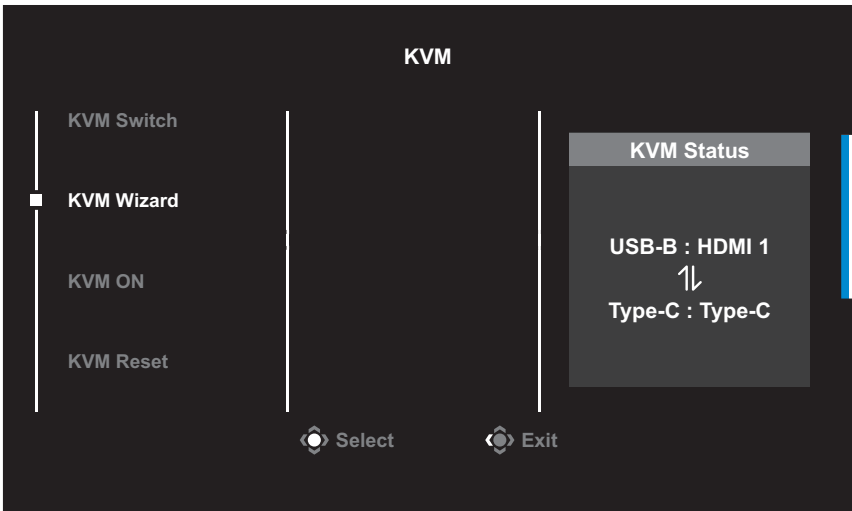 KVM
KVM Switch
KVM Wizard
KVM ON
KVM Reset
KVM Status
USB-B : HDMI 1
Type-C : Type-C
Select
Exit